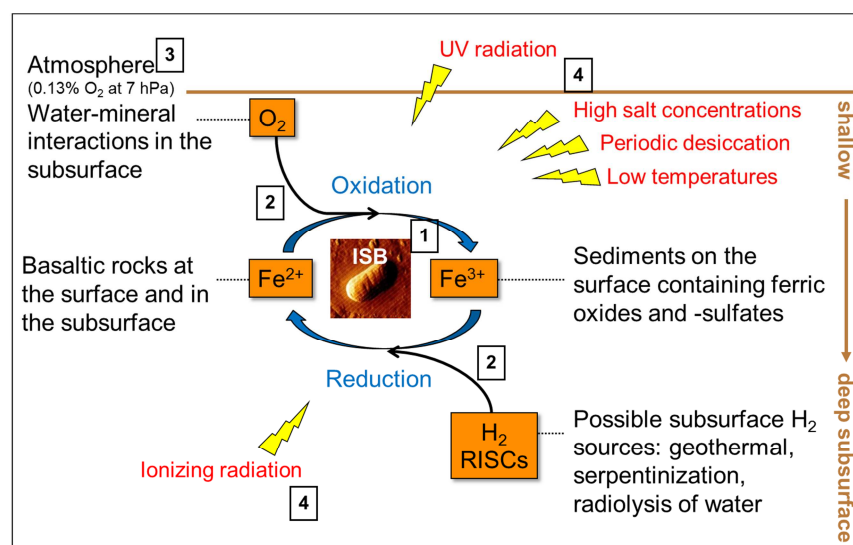 UV radiation
3
4
Atmosphere
(0.13% O₂ at 7 hPa)
Water-mineral
interactions in the
subsurface
O₂
High salt concentrations
Periodic desiccation
Low temperatures
shallow
Oxidation
2
1
ISB
Basaltic rocks at
the surface and in
the subsurface
Fe²⁺
Fe³⁺
Sediments on the
surface containing ferric
oxides and -sulfates
Reduction
2
H₂
RISCs
Possible subsurface H₂
sources: geothermal,
serpentinization,
radiolysis of water
Ionizing radiation
4
deep subsurface